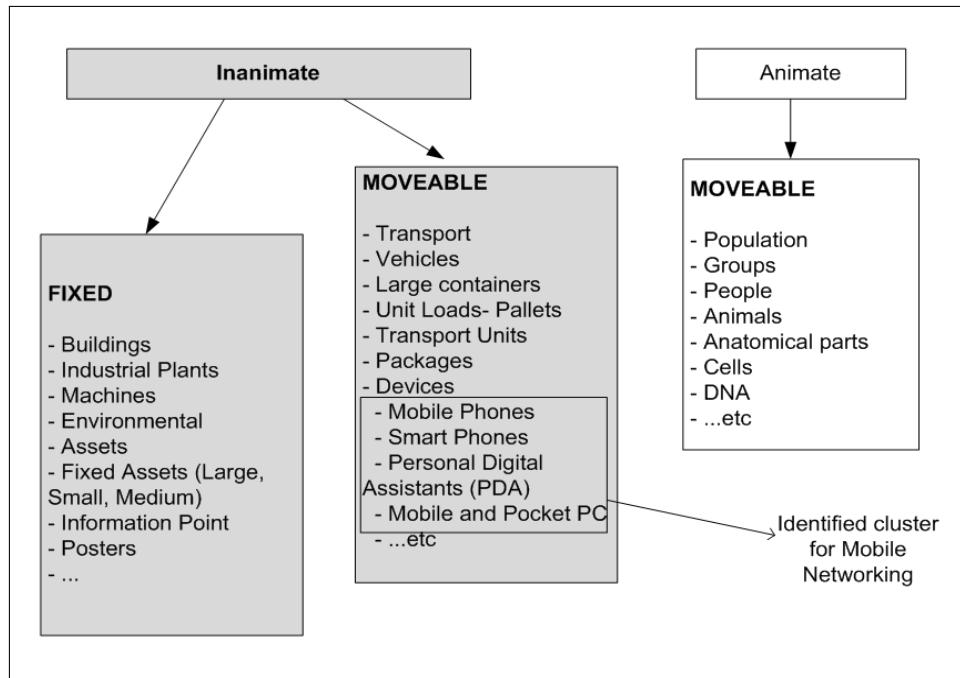 Inanimate
Animate
FIXED
- Buildings
- Industrial Plants
- Machines
- Environmental
- Assets
- Fixed Assets (Large,
Small, Medium)
- Information Point
- Posters
- ...
MOVEABLE
- Transport
- Vehicles
- Large containers
- Unit Loads- Pallets
- Transport Units
- Packages
- Devices
- Mobile Phones
- Smart Phones
- Personal Digital
Assistants (PDA)
- Mobile and Pocket PC
- ...etc
MOVEABLE
- Population
- Groups
- People
- Animals
- Anatomical parts
- Cells
- DNA
- ...etc
Identified cluster
for Mobile
Networking